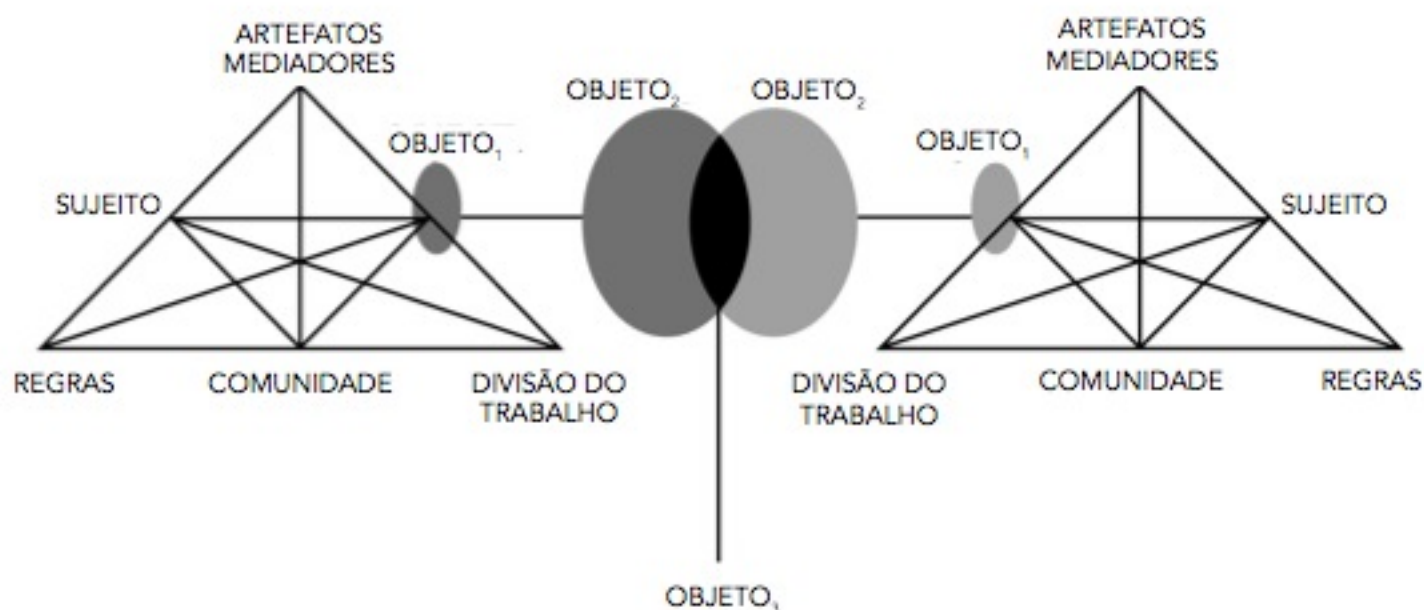 ARTEFATOS
MEDIADORES
OBJETO₁
SUJEITO
REGRAS
COMUNIDADE
DIVISÃO DO
TRABALHO
OBJETO₂
OBJETO₂
OBJETO₃
ARTEFATOS
MEDIADORES
OBJETO₁
SUJEITO
DIVISÃO DO
TRABALHO
COMUNIDADE
REGRAS